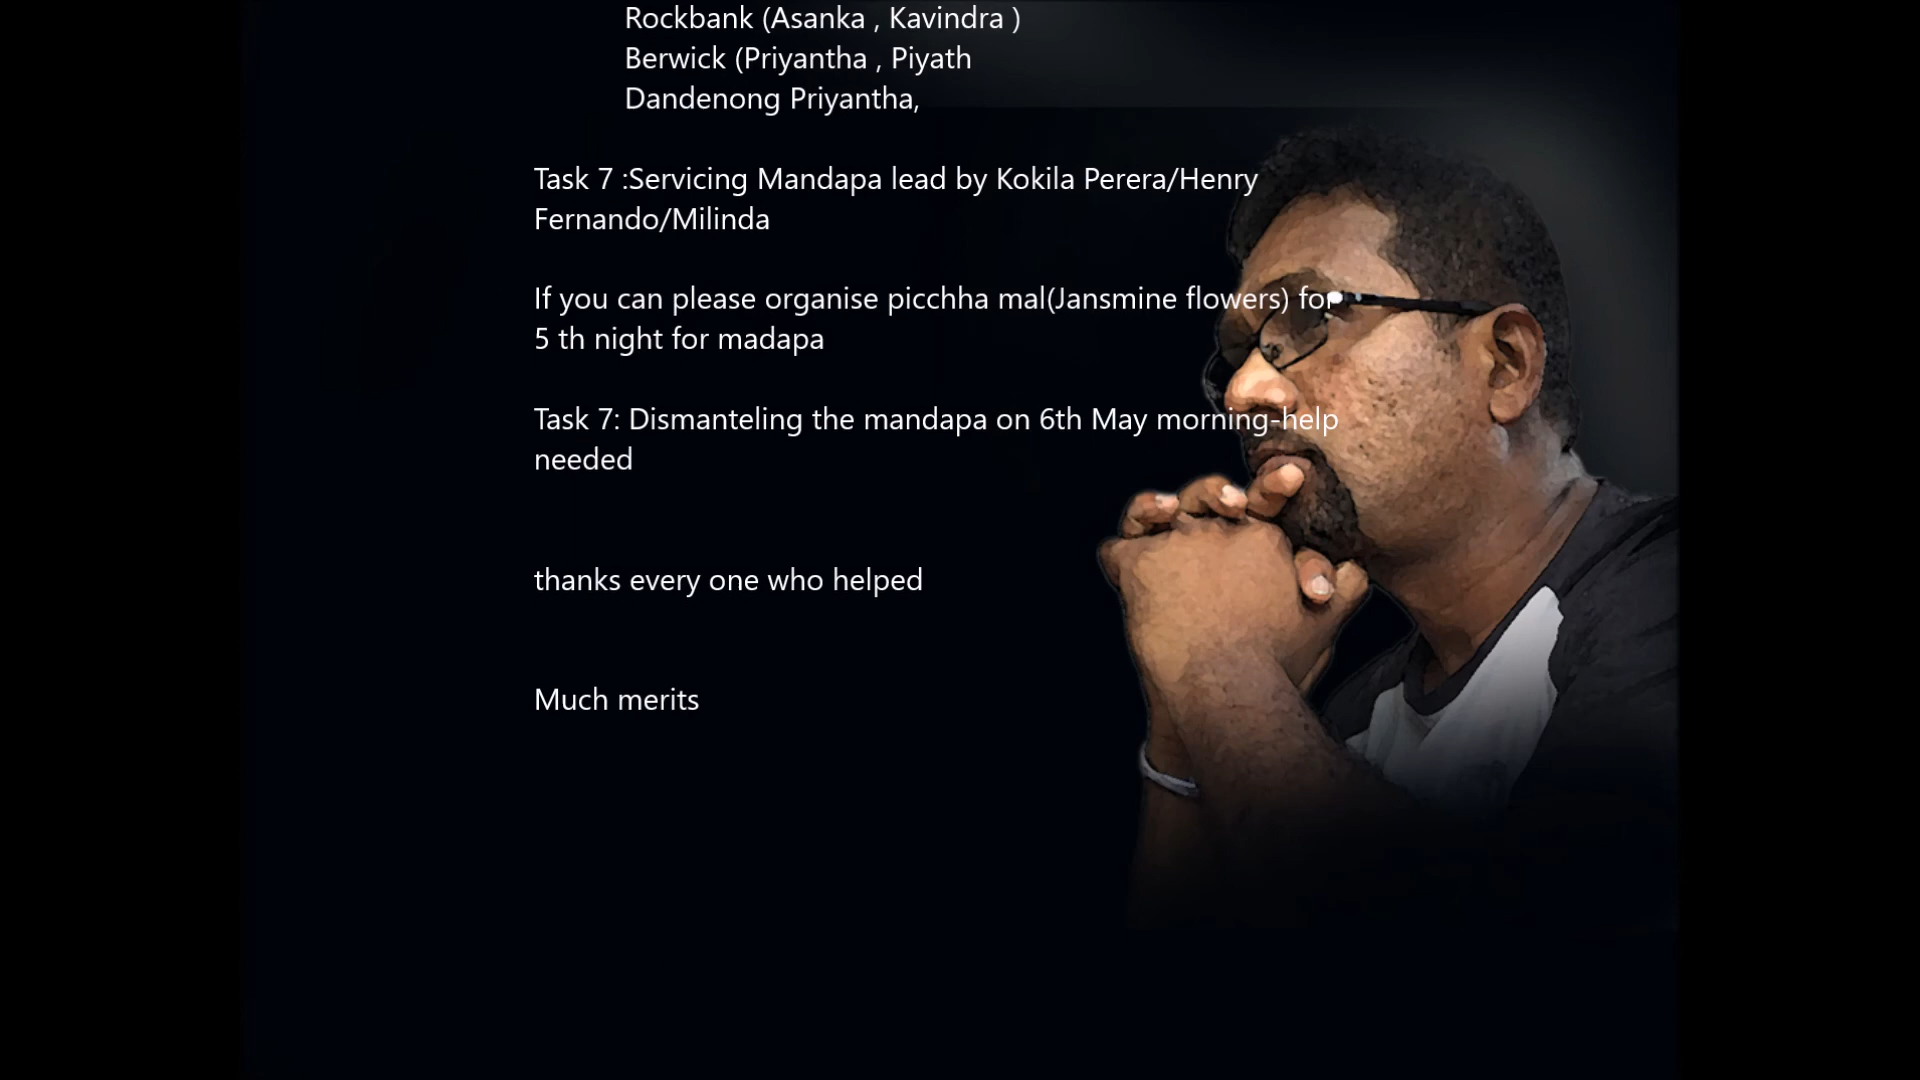 Rockbank (Asanka , Kavindra )
Berwick (Priyantha , Piyath
Dandenong Priyantha,
Task 7 :Servicing Mandapa lead by Kokila Perera/Henry
Fernando/Milinda
If you can please organise picchha mal(Jansmine flowers) for
5 th night for madapa
Task 7: Dismanteling the mandapa on 6th May morning-help
needed
thanks every one who helped
Much merits